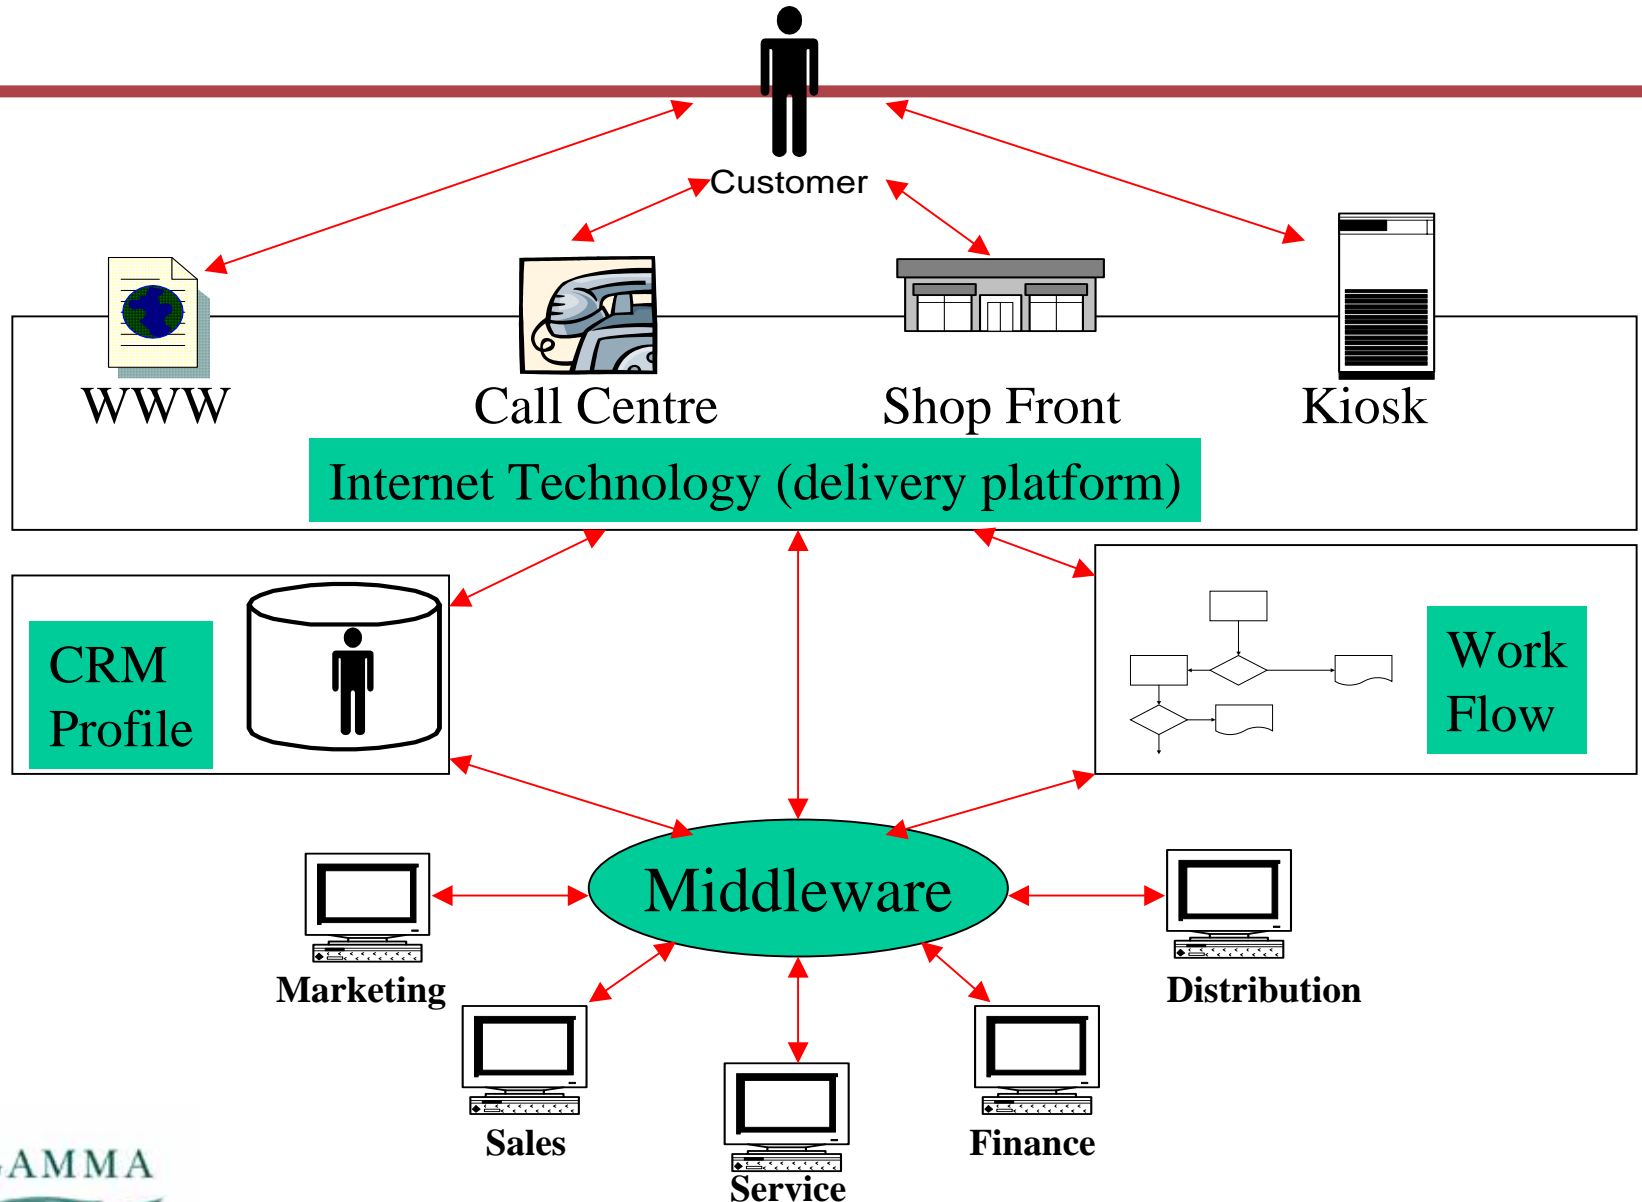 Customer
WWW
Call Centre
Shop Front
Kiosk
Internet Technology (delivery platform)
CRM
Profile
Work
Flow
Middleware
Marketing
Distribution
Sales
Finance
Service
AMMA